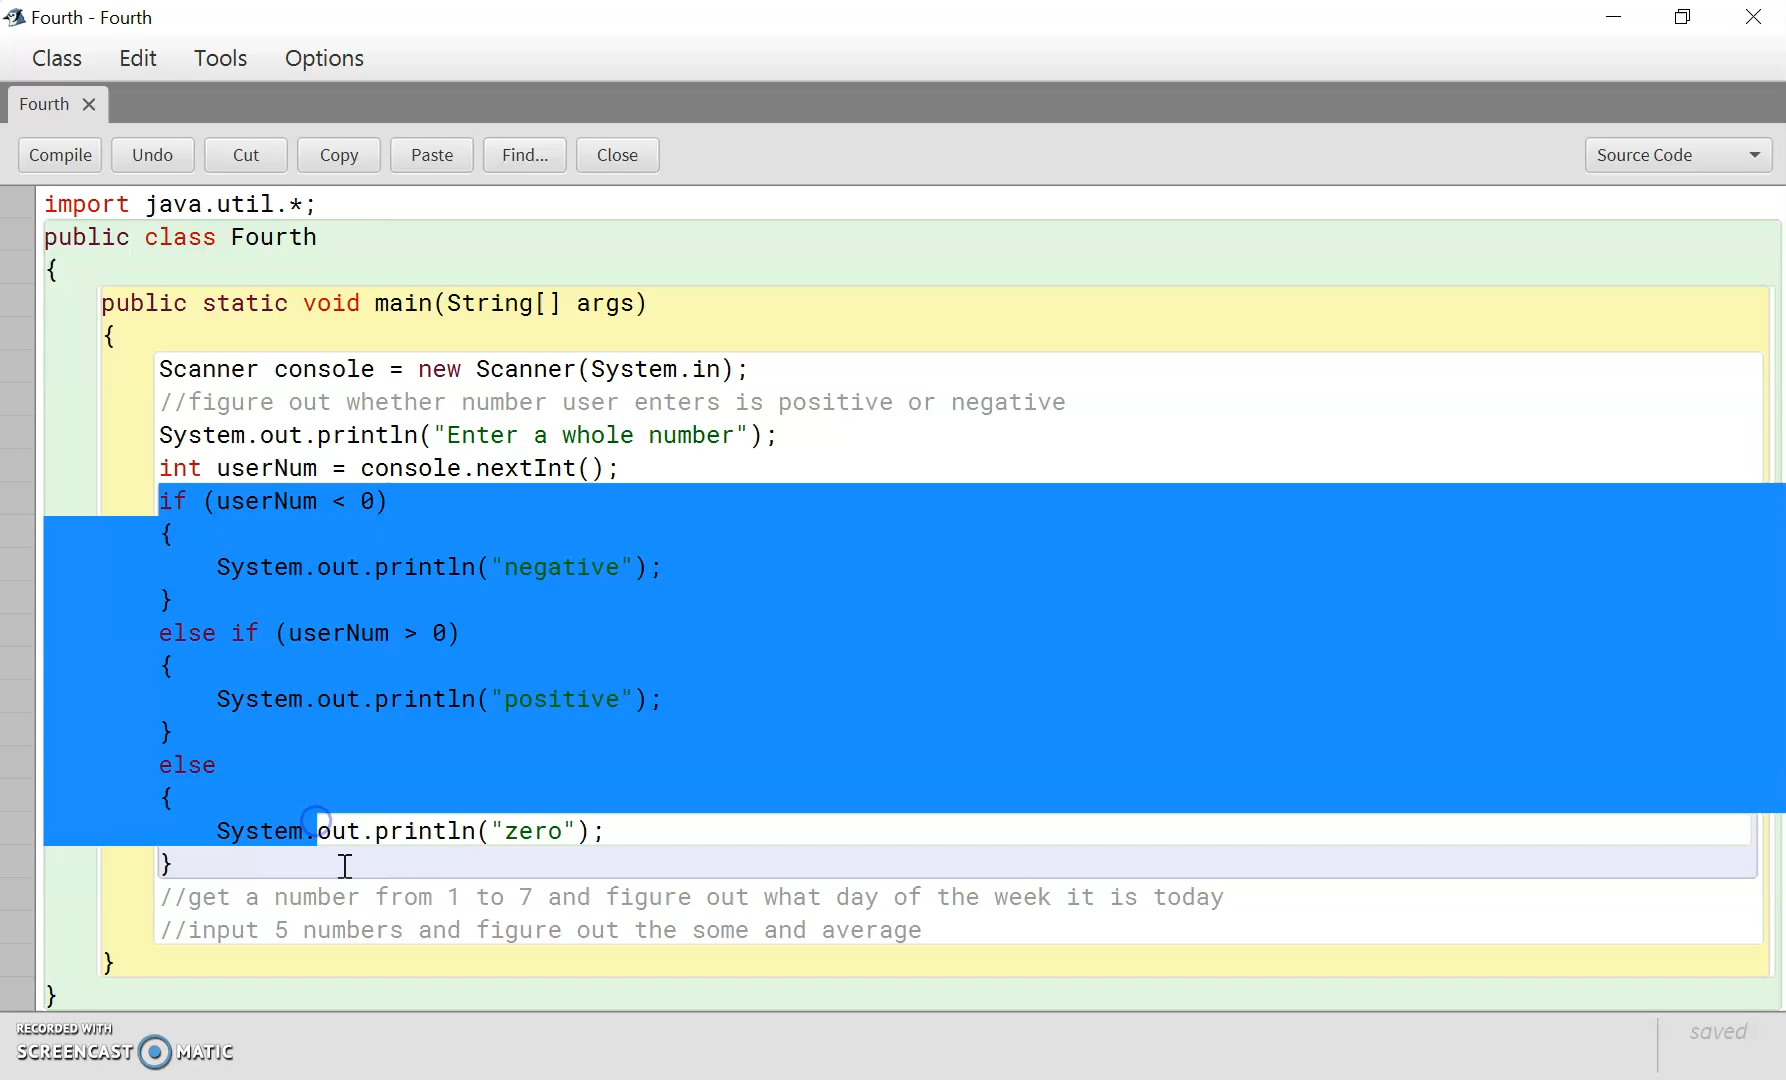 Fourth - Fourth
Class Edit Tools Options
Fourth
Compile Undo Cut Copy Paste Find... Close Source Code
import java.util.*;
public class Fourth
{
public static void main(String[] args)
{
Scanner console = new Scanner(System.in);
//figure out whether number user enters is positive or negative
System.out.println("Enter a whole number");
int userNum = console.nextInt();
if (userNum < 0)
{
System.out.println("negative");
}
else if (userNum > 0)
{
System.out.println("positive");
}
else
{
System.out.println("zero");
}
//get a number from 1 to 7 and figure out what day of the week it is today
//input 5 numbers and figure out the some and average
}
}
saved
RECORDED WITH
SCREENCAST MATIC